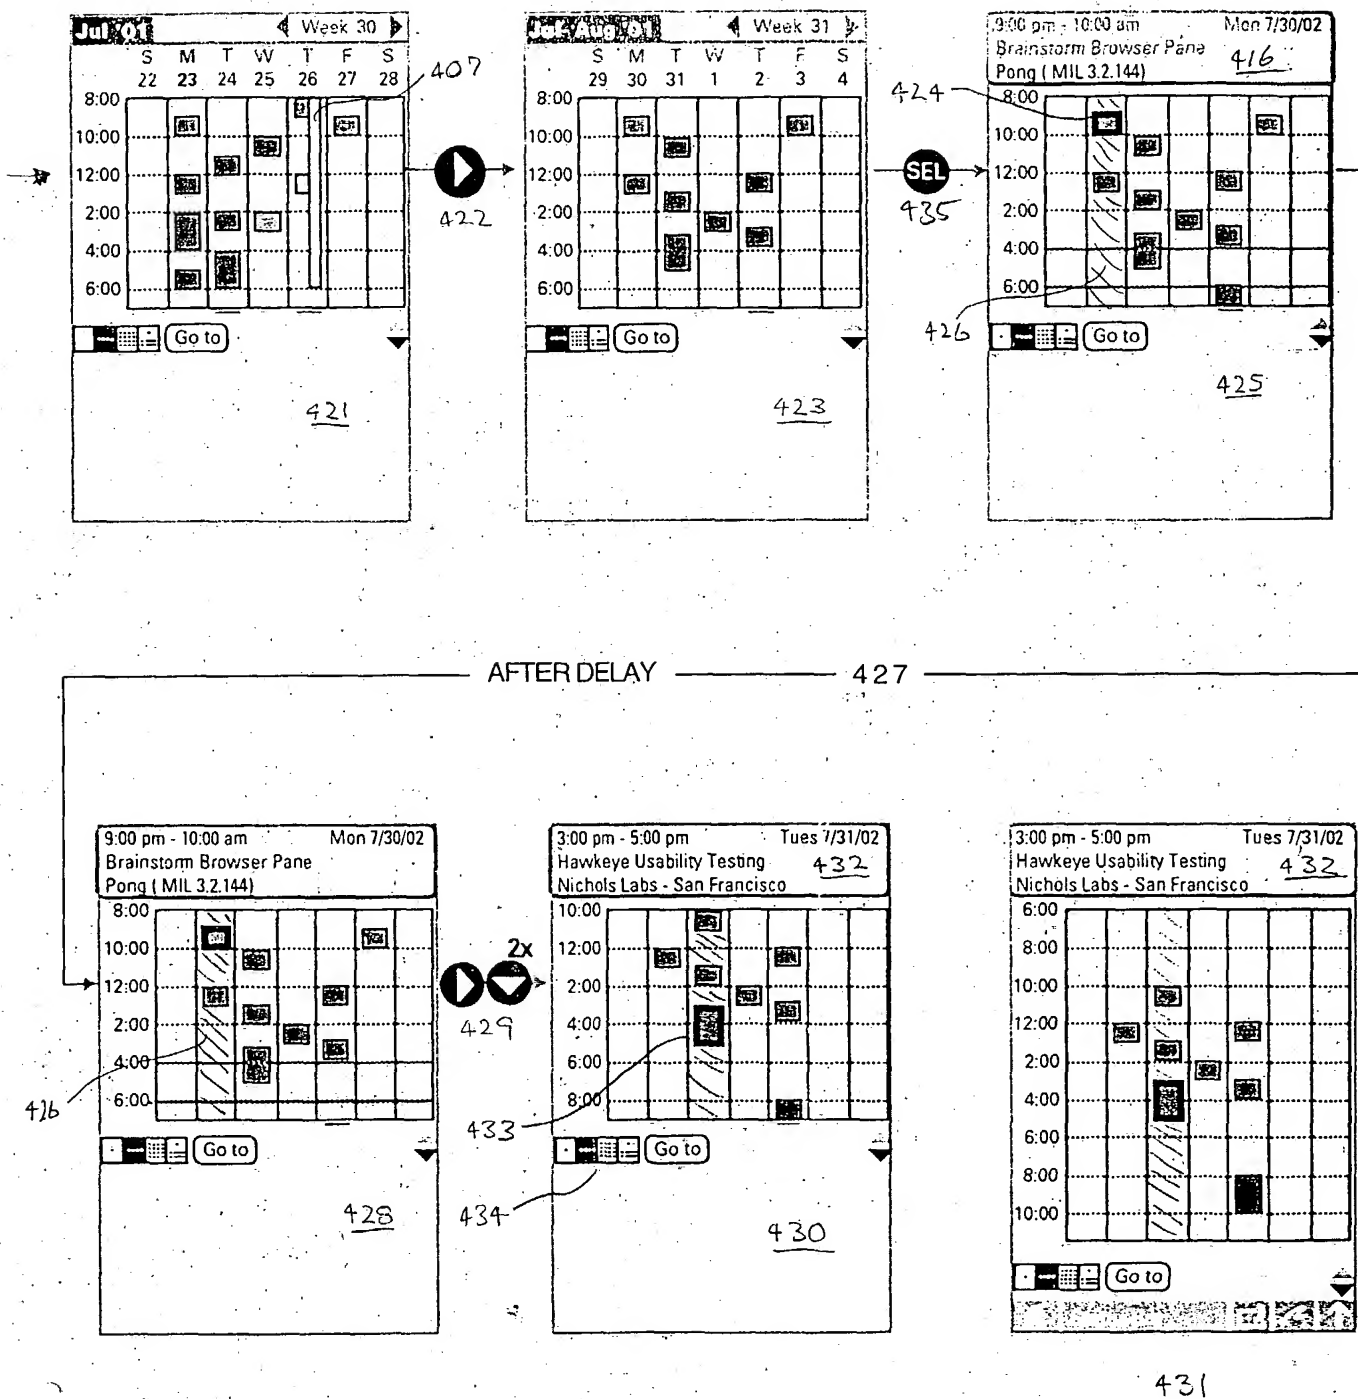 Jul '01
Week 30
S M T W T F S
22 23 24 25 26 27 28
407
8:00
10:00
12:00
2:00
4:00
6:00
Go to
421
422
Jul-Aug '01
Week 31
S M T W T F S
29 30 31 1 2 3 4
8:00
10:00
12:00
2:00
4:00
6:00
Go to
423
SEL
435
9:00 pm - 10:00 am Mon 7/30/02
Brainstorm Browser Pane
416
Pong ( MIL 3.2.144)
424
8:00
10:00
12:00
2:00
4:00
6:00
426
Go to
425
AFTER DELAY
427
9:00 pm - 10:00 am Mon 7/30/02
Brainstorm Browser Pane
Pong ( MIL 3.2.144)
8:00
10:00
12:00
2:00
4:00
6:00
426
Go to
428
2x
429
3:00 pm - 5:00 pm Tues 7/31/02
Hawkeye Usability Testing
432
Nichols Labs - San Francisco
10:00
12:00
2:00
4:00
6:00
8:00
433
Go to
434
430
3:00 pm - 5:00 pm Tues 7/31/02
Hawkeye Usability Testing
432
Nichols Labs - San Francisco
6:00
8:00
10:00
12:00
2:00
4:00
6:00
8:00
10:00
Go to
431